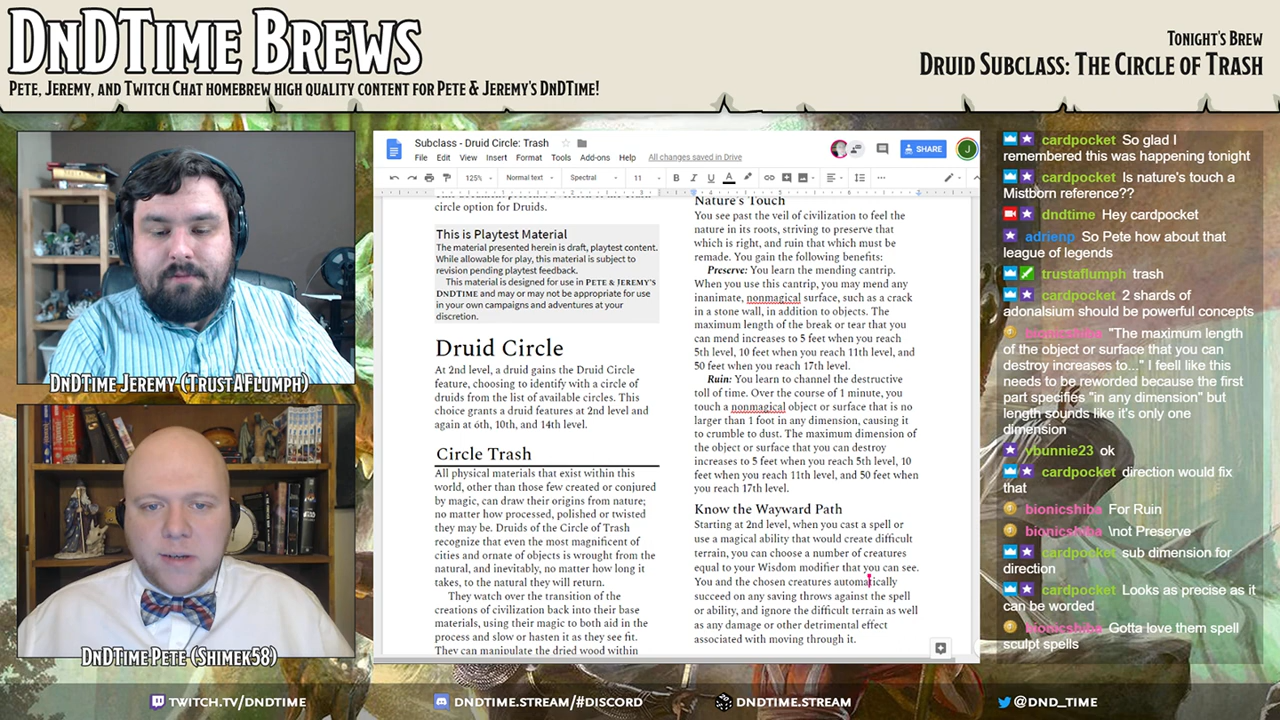 DnDTime Brews
Pete, Jeremy, and Twitch Chat homebrew high quality content for Pete & Jeremy's DnDTime!
Tonight's Brew
Druid Subclass: The Circle of Trash
DnDTime Jeremy (TrustAFlumph)
DnDTime Pete (Shimek58)
Subclass - Druid Circle: Trash
File Edit View Insert Format Tools Add-ons Help All changes saved in Drive
SHARE
J
125% Normal text Spectral 11 B I U A
circle option for Druids.
This is Playtest Material
The material presented herein is draft, playtest content.
While allowable for play, this material is subject to
revision pending playtest feedback.
This material is designed for use in Pete & Jeremy's
DnDTime and may or may not be appropriate for use
in your own campaigns and adventures at your
discretion.
Druid Circle
At 2nd level, a druid gains the Druid Circle
feature, choosing to identify with a circle of
druids from the list of available circles. This
choice grants a druid features at 2nd level and
again at 6th, 10th, and 14th level.
Circle Trash
All physical materials that exist within this
world, other than those few created or conjured
by magic, can draw their origins from nature;
no matter how processed, polished or twisted
they may be. Druids of the Circle of Trash
recognize that even the most magnificent of
cities and ornate of objects is wrought from the
natural, and inevitably, no matter how long it
takes, to the natural they will return.
They watch over the transition of the
creations of civilization back into their base
materials, using their magic to both aid in the
process and slow or hasten it as they see fit.
They can manipulate the dried wood within
Nature's Touch
You see past the veil of civilization to feel the
nature in its roots, striving to preserve that
which is right, and ruin that which must be
remade. You gain the following benefits:
Preserve: You learn the mending cantrip.
When you use this cantrip, you may mend any
inanimate, nonmagical surface, such as a crack
in a stone wall, in addition to objects. The
maximum length of the break or tear that you
can mend increases to 5 feet when you reach
5th level, 10 feet when you reach 11th level, and
50 feet when you reach 17th level.
Ruin: You learn to channel the destructive
toll of time. Over the course of 1 minute, you
touch a nonmagical object or surface that is no
larger than 1 foot in any dimension, causing it
to crumble to dust. The maximum dimension of
the object or surface that you can destroy
increases to 5 feet when you reach 5th level, 10
feet when you reach 11th level, and 50 feet when
you reach 17th level.
Know the Wayward Path
Starting at 2nd level, when you cast a spell or
use a magical ability that would create difficult
terrain, you can choose a number of creatures
equal to your Wisdom modifier that you can see.
You and the chosen creatures automatically
succeed on any saving throws against the spell
or ability, and ignore the difficult terrain as well
as any damage or other detrimental effect
associated with moving through it.
cardpocket So glad I
remembered this was happening tonight
cardpocket Is nature's touch a
Mistborn reference??
dndtime Hey cardpocket
adrienp So Pete how about that
league of legends
trustaflumph trash
cardpocket 2 shards of
adonalsium should be powerful concepts
bionicshiba "The maximum length
of the object or surface that you can
destroy increases to..." I feel like this
needs to be reworded because the first
part specifies "in any dimension" but
length sounds like it's only one
dimension
vbunnie23 ok
cardpocket direction would fix
that
bionicshiba For Ruin
bionicshiba \not Preserve
cardpocket sub dimension for
direction
cardpocket Looks as precise as it
can be worded
bionicshiba Gotta love them spell
sculpt spells
twitch.tv/dndtime
dndtime.stream/#discord
dndtime.stream
@dnd_time